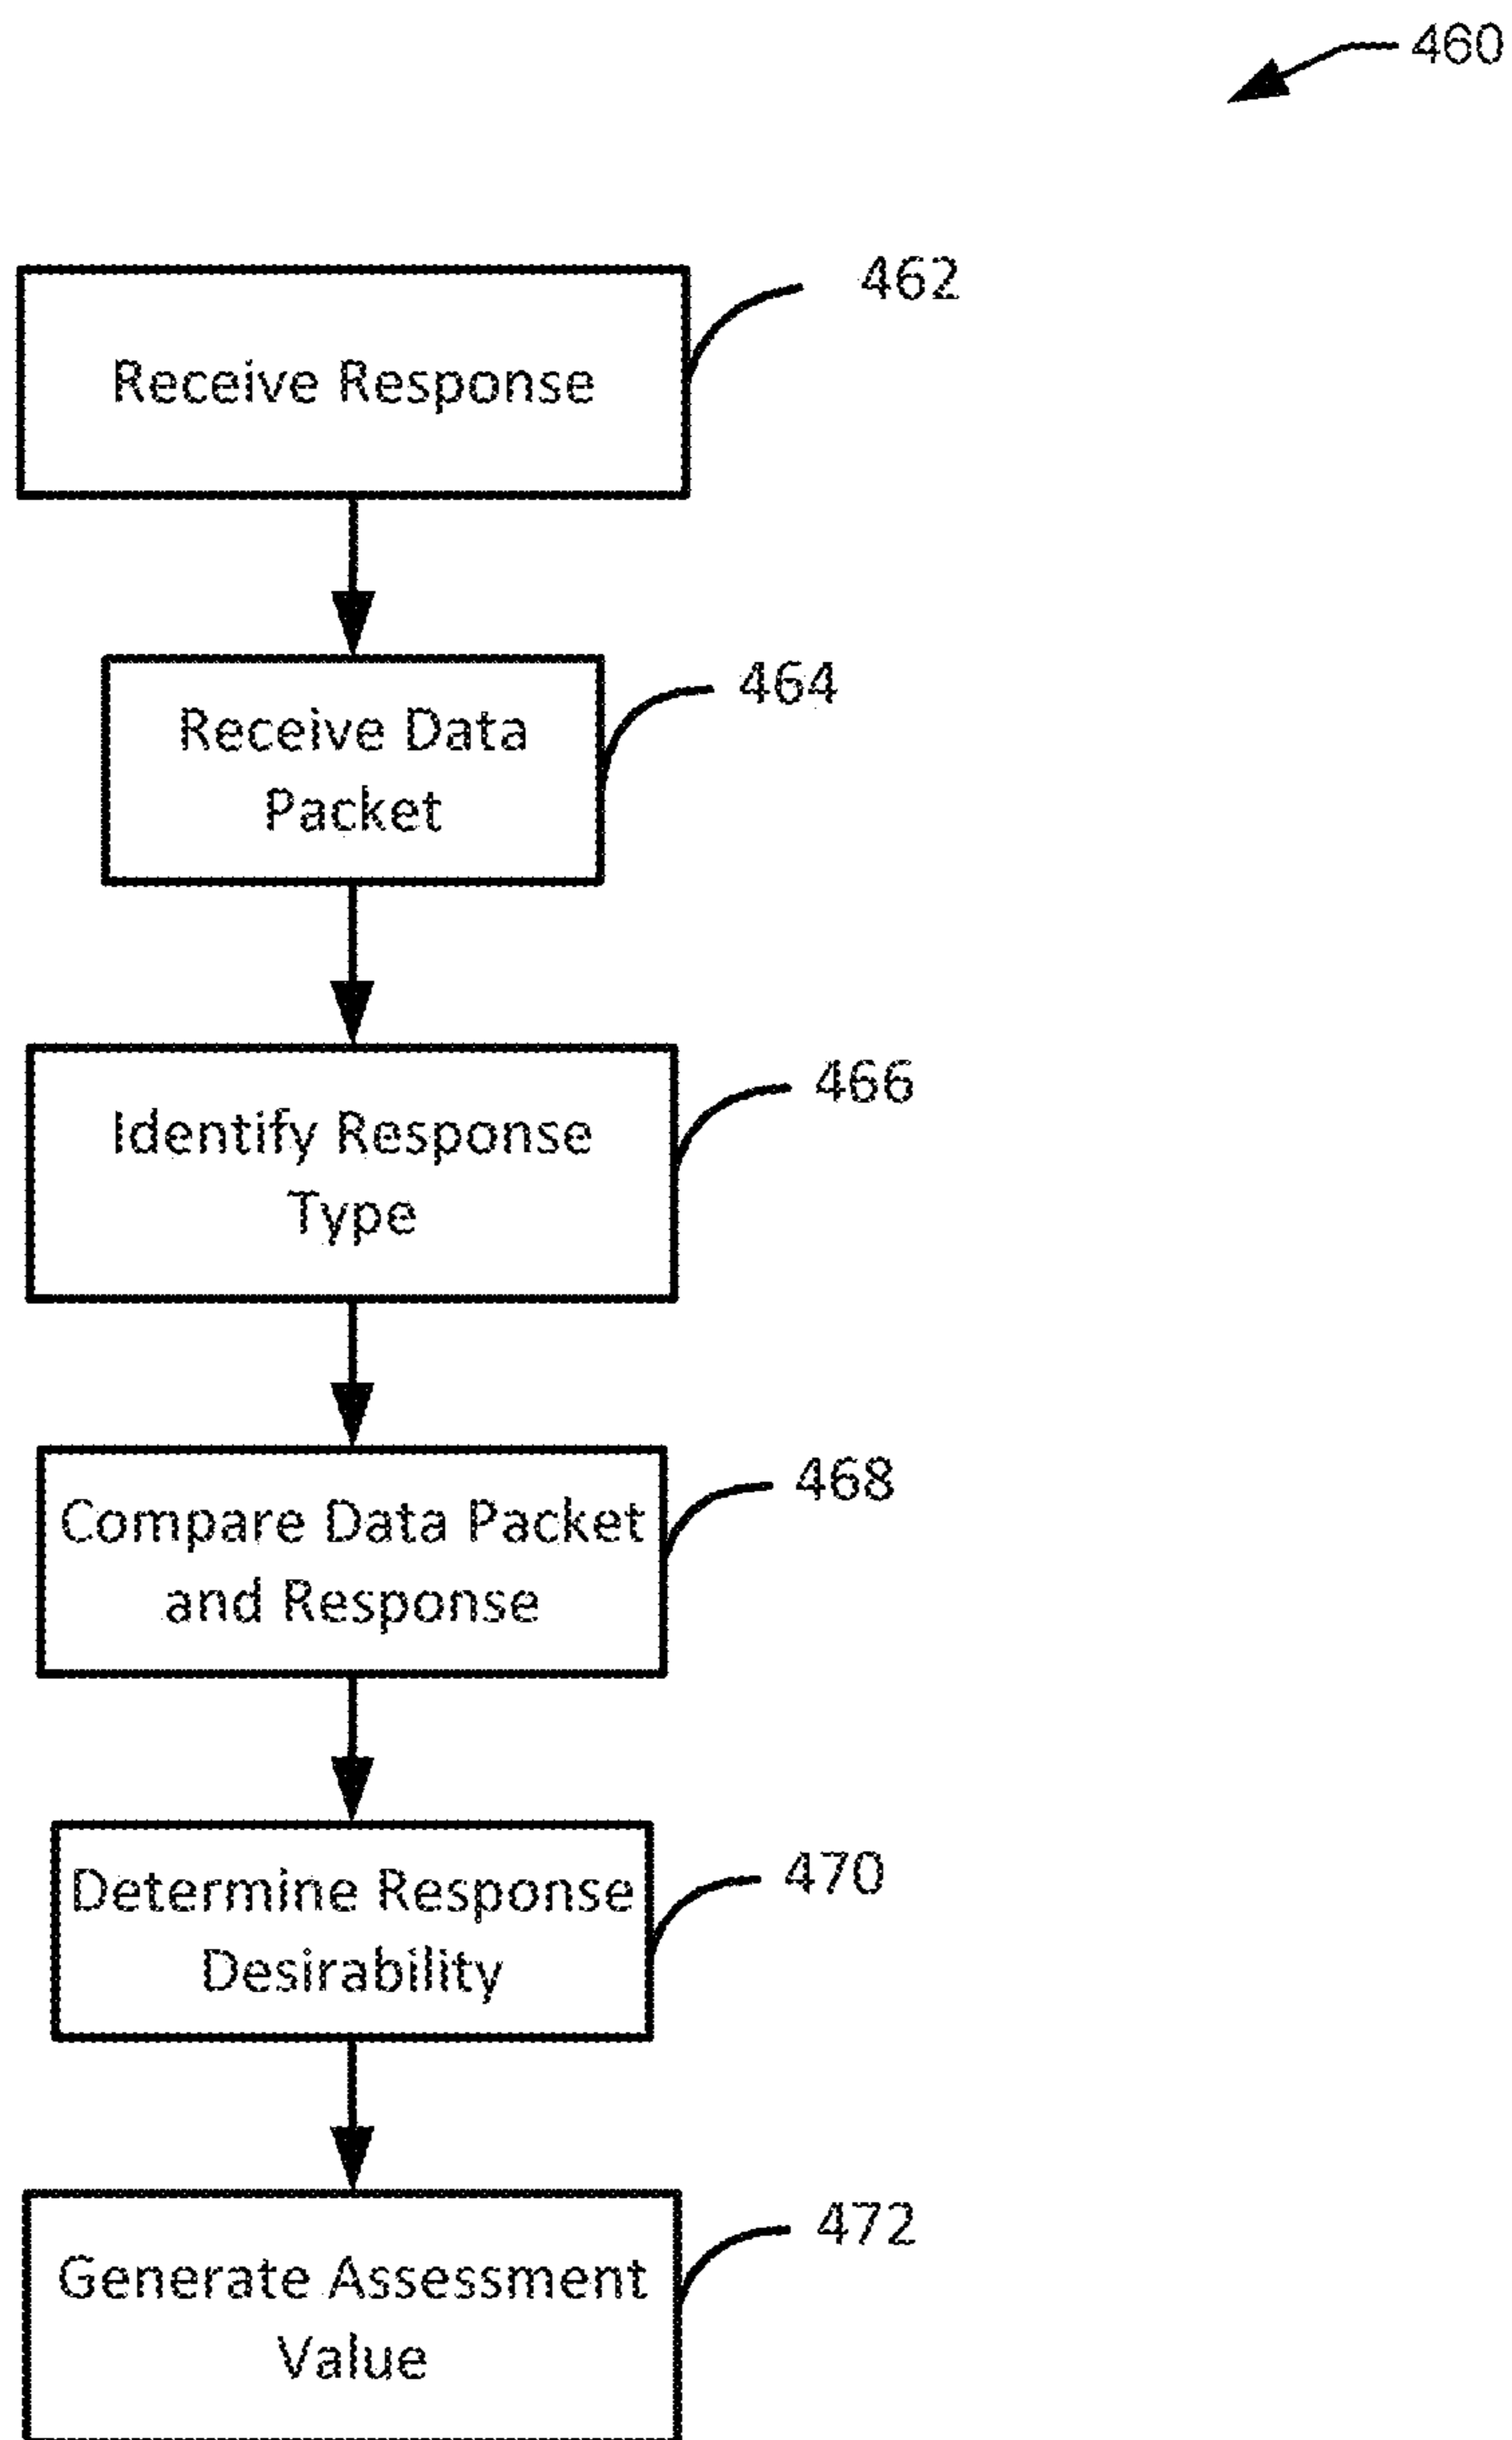 460
462
Receive Response
464
Receive Data
Packet
466
Identify Response
Type
468
Compare Data Packet
and Response
470
Determine Response
Desirability
472
Generate Assessment
Value